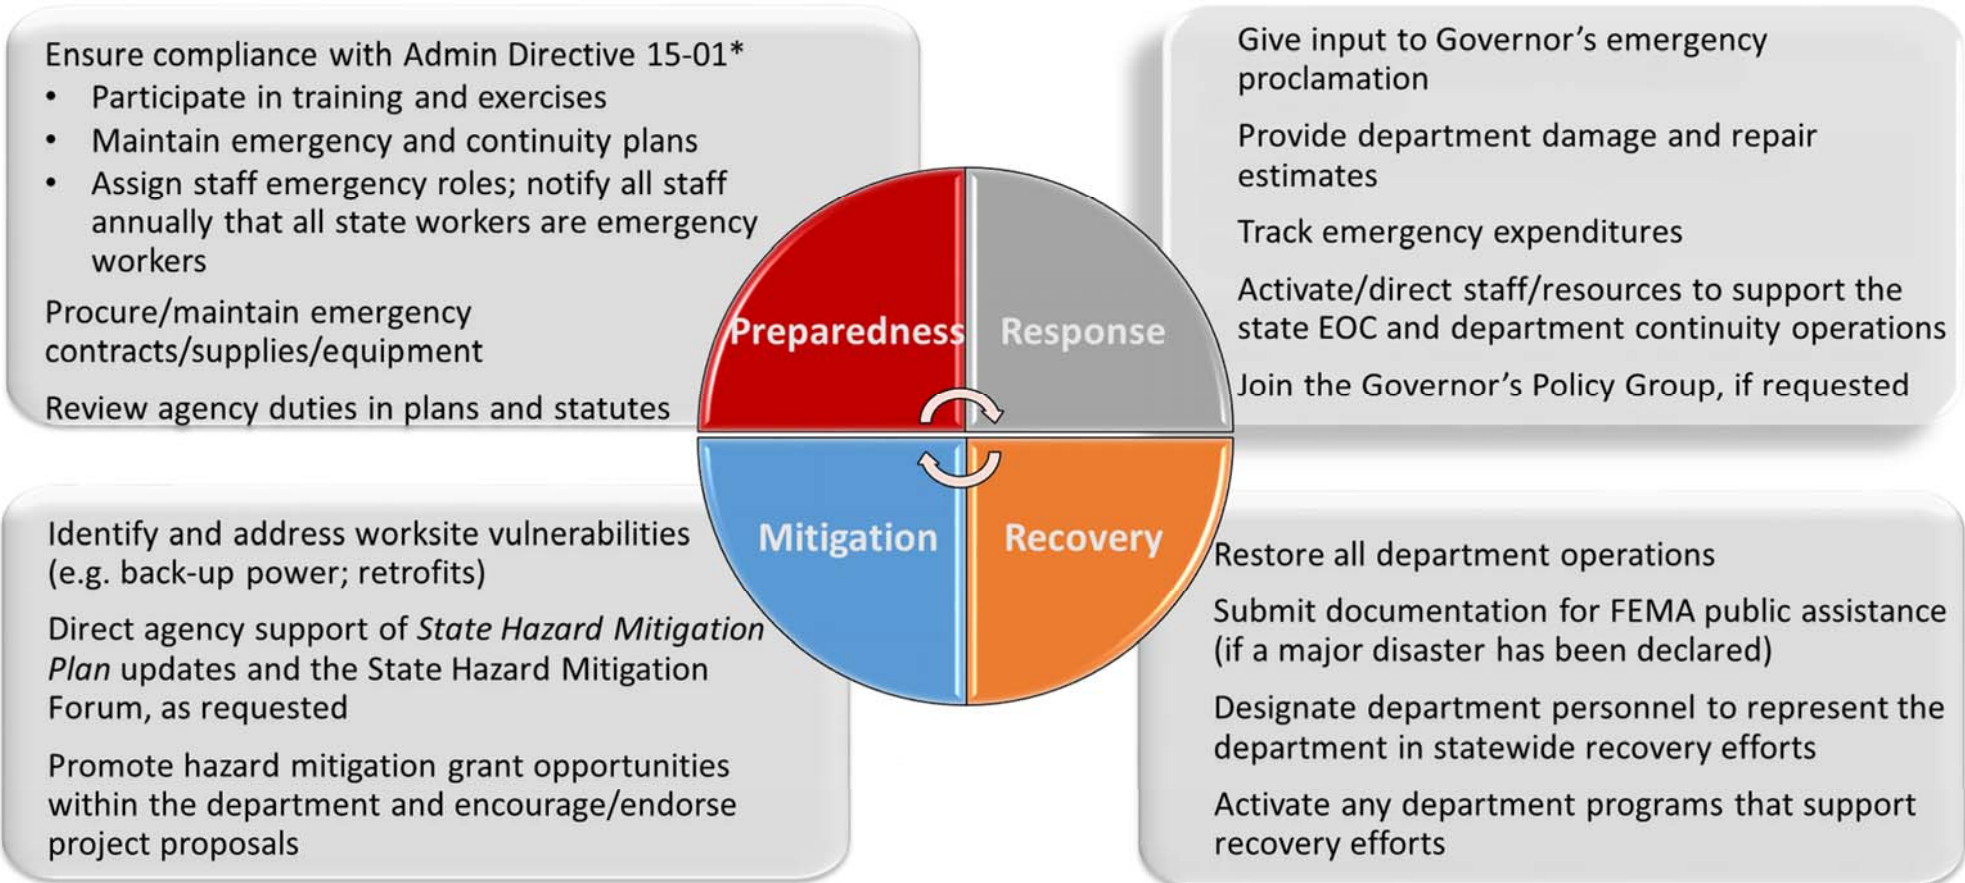 Ensure compliance with Admin Directive 15-01*
• Participate in training and exercises
• Maintain emergency and continuity plans
• Assign staff emergency roles; notify all staff
annually that all state workers are emergency
workers
Procure/maintain emergency
contracts/supplies/equipment
Review agency duties in plans and statutes
Give input to Governor’s emergency
proclamation
Provide department damage and repair
estimates
Track emergency expenditures
Activate/direct staff/resources to support the
state EOC and department continuity operations
Join the Governor’s Policy Group, if requested
Preparedness
Response
Mitigation
Recovery
Identify and address worksite vulnerabilities
(e.g. back-up power; retrofits)
Direct agency support of State Hazard Mitigation
Plan updates and the State Hazard Mitigation
Forum, as requested
Promote hazard mitigation grant opportunities
within the department and encourage/endorse
project proposals
Restore all department operations
Submit documentation for FEMA public assistance
(if a major disaster has been declared)
Designate department personnel to represent the
department in statewide recovery efforts
Activate any department programs that support
recovery efforts